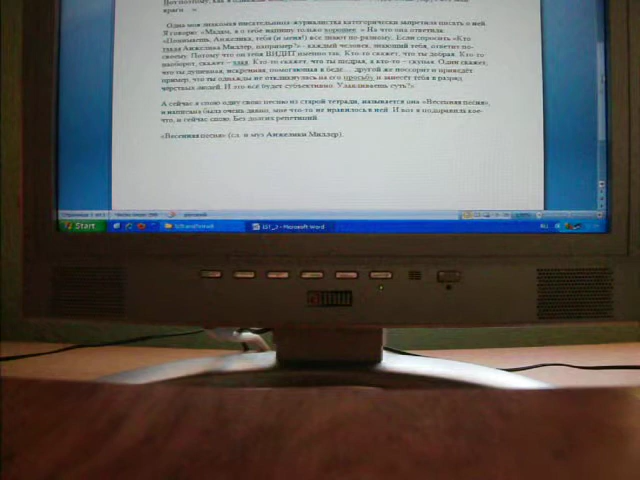 враги
Одна моя знакомая писательница-журналистка категорически запретила писать о ней.
Я говорю: «Мадам, я о тебе напишу только хорошее.» На что она ответила:
«Понимаешь, Анжелика, тебя (и меня!) все знают по-разному. Если спросить «Кто
такая Анжелика Миллер, например?» - каждый человек, знающий тебя, ответит по-
своему. Потому что он тебя ВИДИТ именно так. Кто-то скажет, что ты добрая. Кто-то
наоборот, скажет – злая. Кто-то скажет, что ты щедрая, а кто-то – скупая. Один скажет,
что ты душевная, искренняя, помогающая в беде... другой же поспорит и приведёт
пример, что ты однажды не откликнулась на его просьбу и занесёт тебя в разряд
чёрствых людей. И это всё будет субъективно. Улавливаешь суть?»
А сейчас я спою одну свою песню из старой тетради, называется она «Весенняя песня»,
и написана была очень давно, мне что-то не нравилось в ней. И вот я подправила кое-
что, и сейчас спою. Без долгих репетиций.
«Весенняя песня» (сл. и муз Анжелики Миллер).
Start
- Microsoft Word